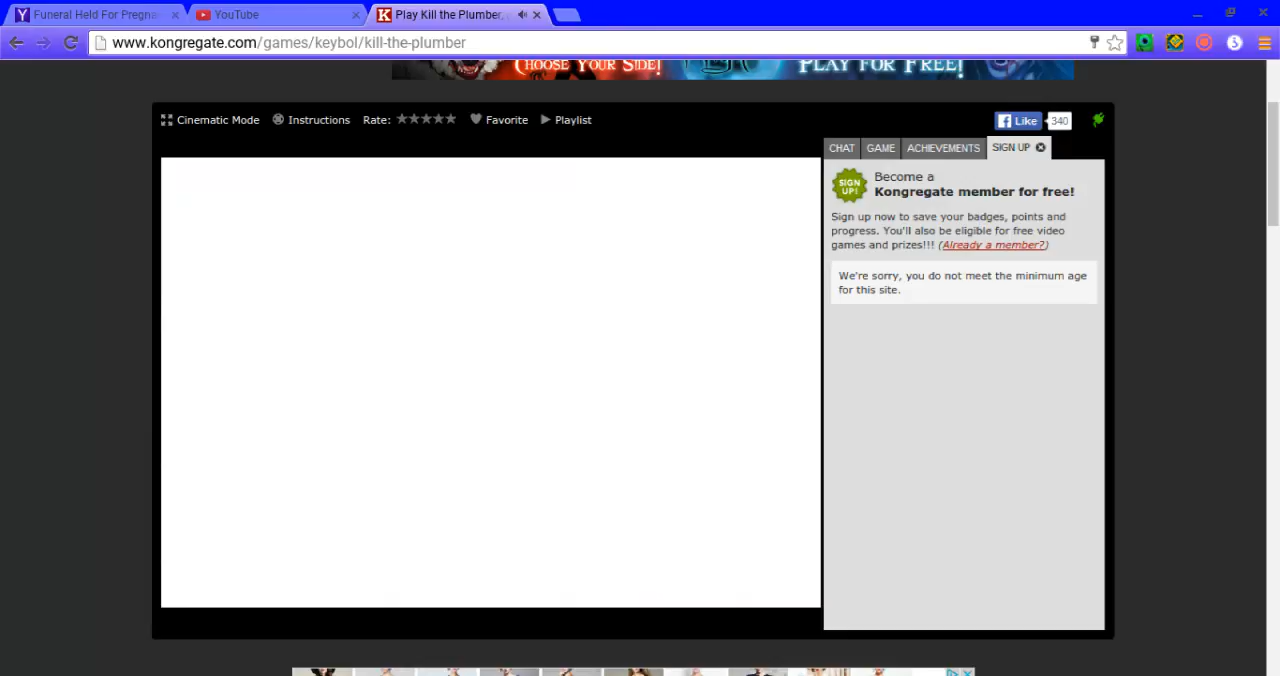 Funeral Held For Pregna
YouTube
Play Kill the Plumber,
www.kongregate.com/games/keybol/kill-the-plumber
CHOOSE YOUR SIDE!
PLAY FOR FREE!
Cinematic Mode
Instructions
Rate:
Favorite
Playlist
Like
340
CHAT
GAME
ACHIEVEMENTS
SIGN UP
SIGN
UP!
Become a
Kongregate member for free!
Sign up now to save your badges, points and
progress. You'll also be eligible for free video
games and prizes!!! (Already a member?)
We're sorry, you do not meet the minimum age
for this site.